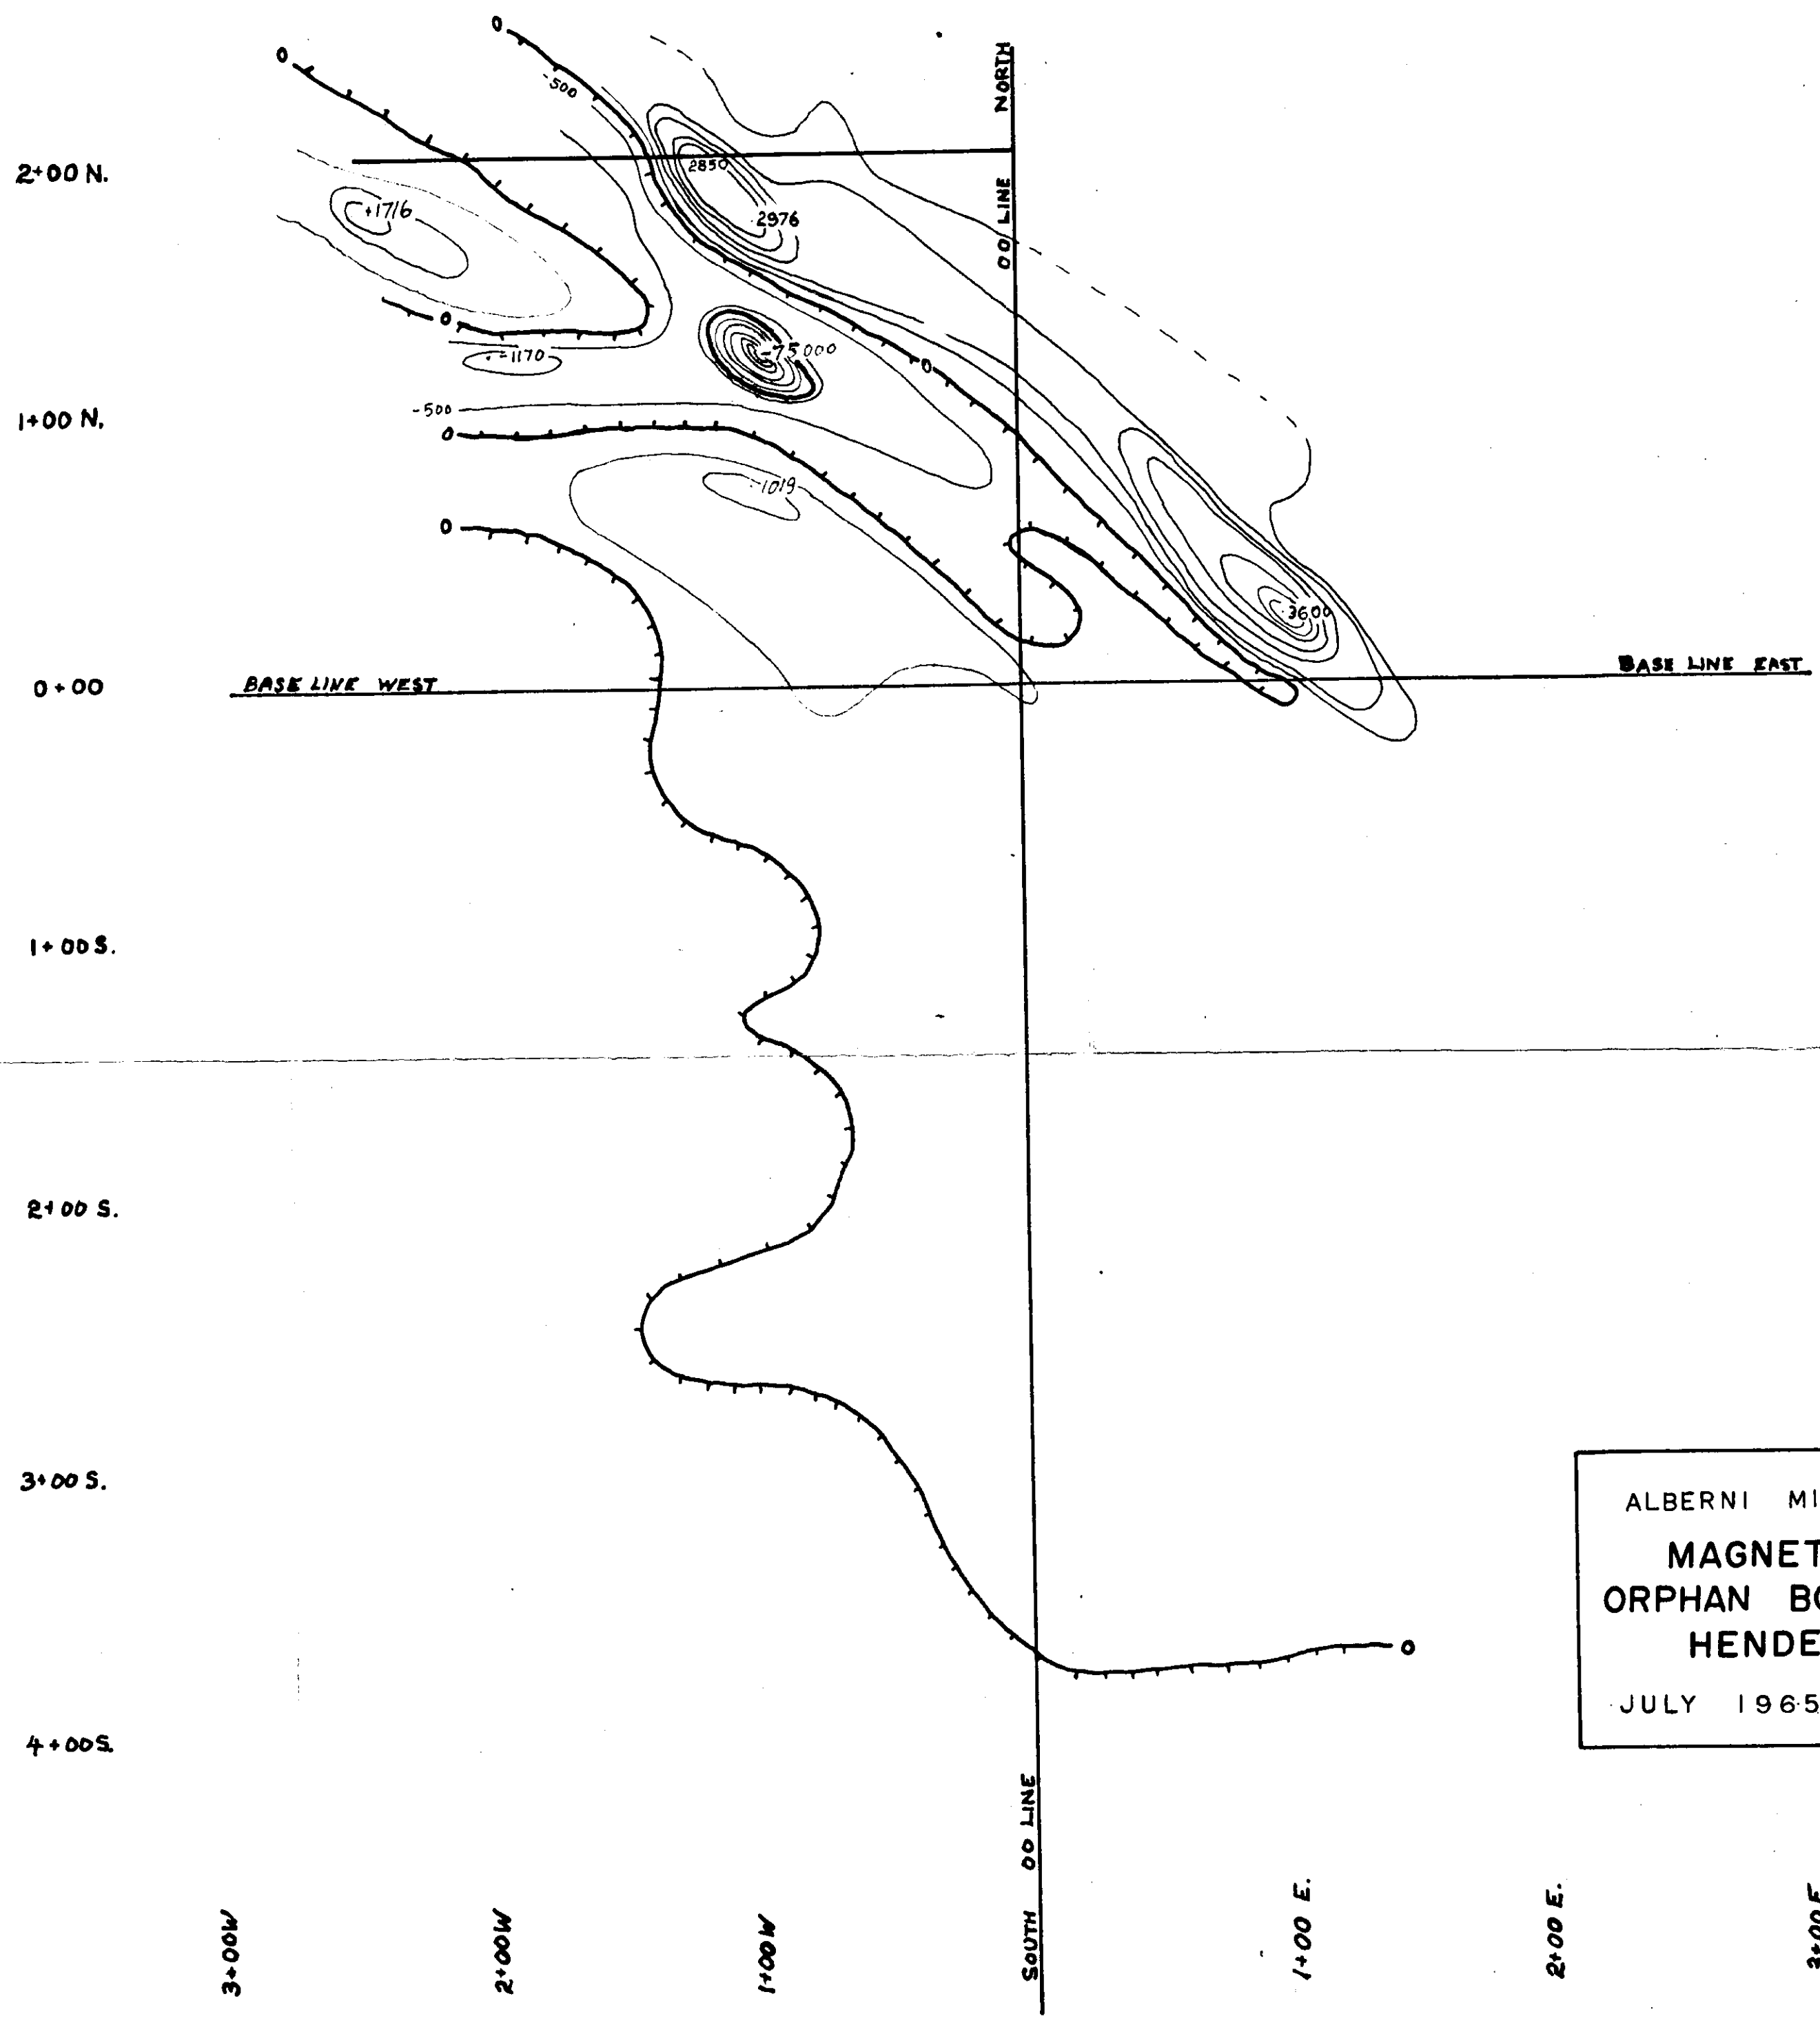 0
0
-500
NORTH
2+00 N.
2850
+1716
2976
00 LINE
0
-1170
-75000
0
-500
1+00 N.
0
1019
0
3600
0+00
BASE LINE WEST
BASE LINE EAST
1+00 S.
2+00 S.
3+00 S.
ALBERNI MI
MAGNET
ORPHAN BO
HENDE
JULY 1965
0
4+00 S.
00 LINE
SOUTH
3+00W
2+00W
1+00W
1+00 E.
2+00 E.
3+00 E